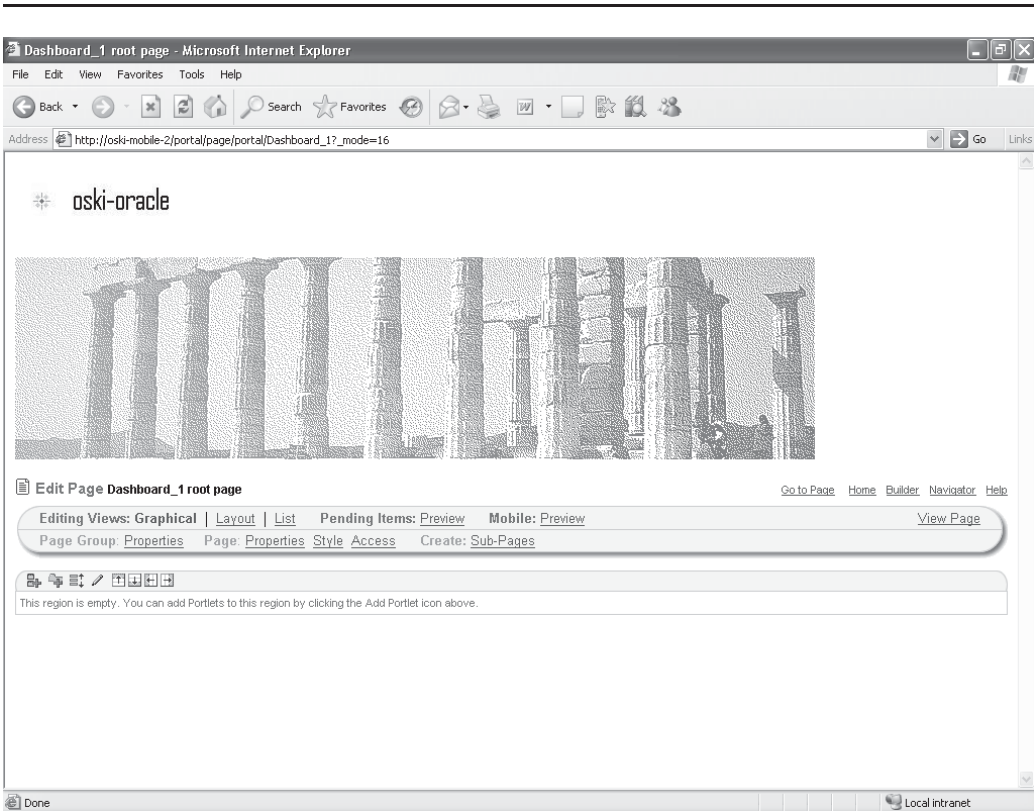 Dashboard_1 root page - Microsoft Internet Explorer
File Edit View Favorites Tools Help
Back Search Favorites
Address http://oski-mobile-2/portal/page/portal/Dashboard_1?_mode=16 Go Links
oski-oracle
Edit Page Dashboard_1 root page Go to Page Home Builder Navigator Help
Editing Views: Graphical | Layout | List Pending Items: Preview Mobile: Preview View Page
Page Group: Properties Page: Properties Style Access Create: Sub-Pages
This region is empty. You can add Portlets to this region by clicking the Add Portlet icon above.
Done Local intranet